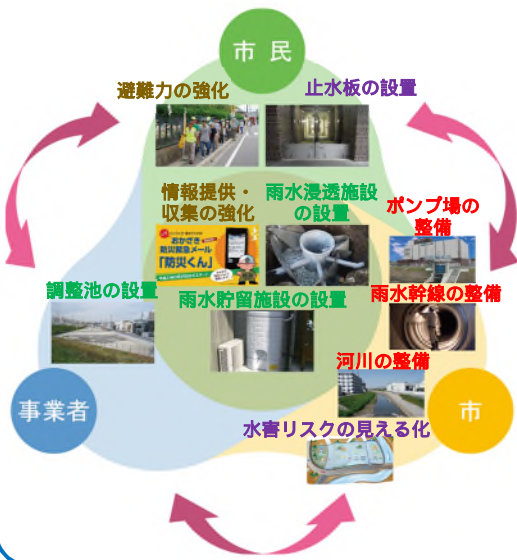 市 民
避難力の強化
止水板の設置
情報提供・
収集の強化
雨水浸透施設
の設置
ポンプ場の
整備
おかざき
防災緊急メール
「防災くん」
調整池の設置
雨水貯留施設の設置
雨水幹線の整備
河川の整備
事業者
市
水害リスクの見える化